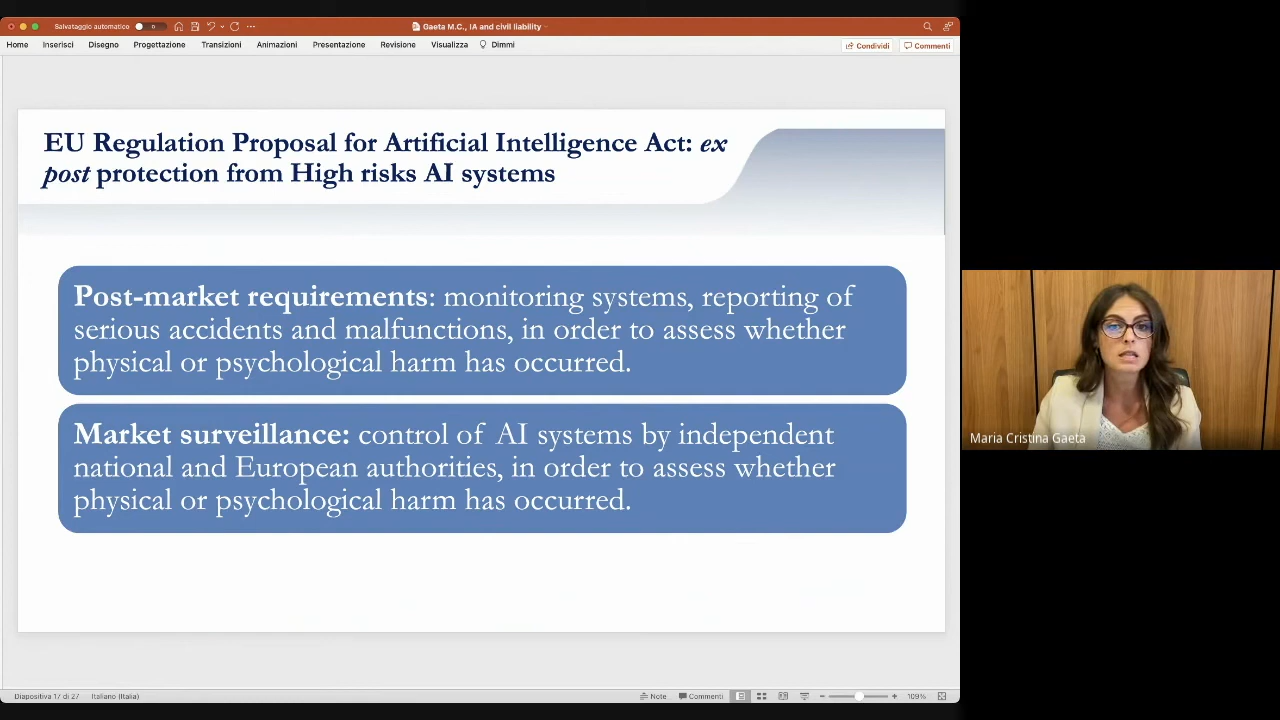 Salvataggio automatico
Gaeta M.C., IA and civil liability
Home Inserisci Disegno Progettazione Transizioni Animazioni Presentazione Revisione Visualizza Dimmi
Condividi Commenti
EU Regulation Proposal for Artificial Intelligence Act: ex
post protection from High risks AI systems
Post-market requirements: monitoring systems, reporting of
serious accidents and malfunctions, in order to assess whether
physical or psychological harm has occurred.
Market surveillance: control of AI systems by independent
national and European authorities, in order to assess whether
physical or psychological harm has occurred.
Maria Cristina Gaeta
Diapositiva 17 di 27 Italiano (Italia) Note Commenti 109%